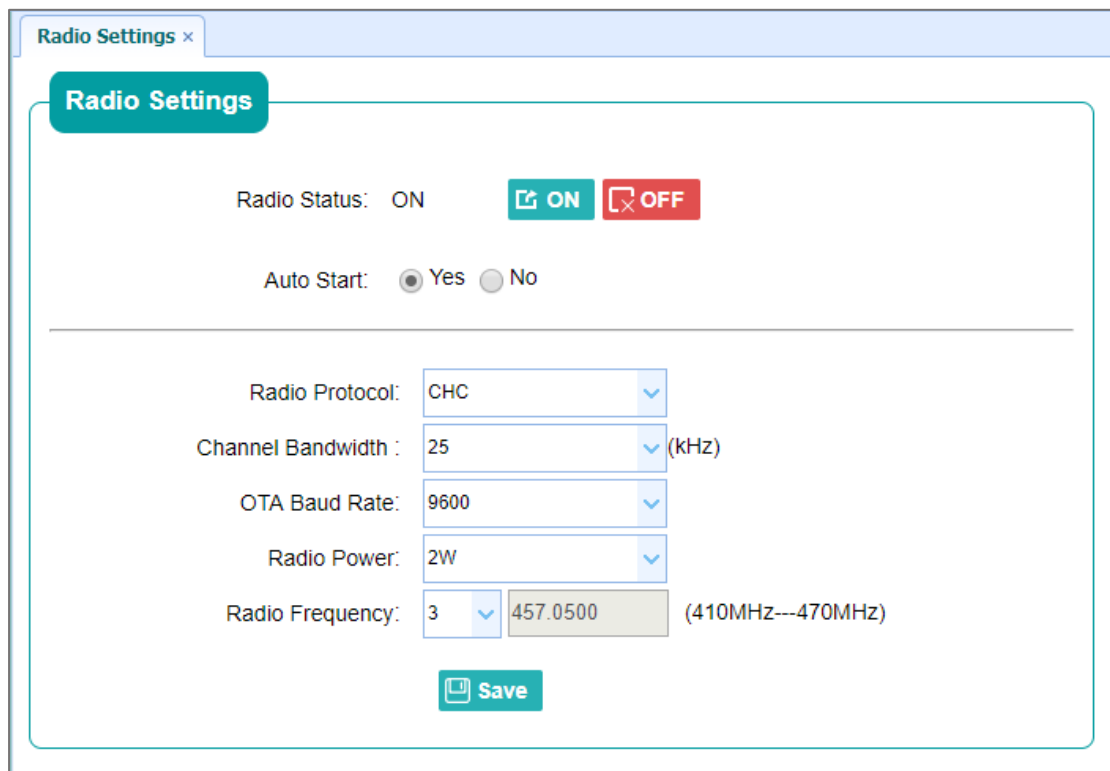 Radio Settings ×
Radio Settings
Radio Status: ON ON OFF
Auto Start: Yes No
Radio Protocol: CHC
Channel Bandwidth : 25 (kHz)
OTA Baud Rate: 9600
Radio Power: 2W
Radio Frequency: 3 457.0500 (410MHz---470MHz)
Save